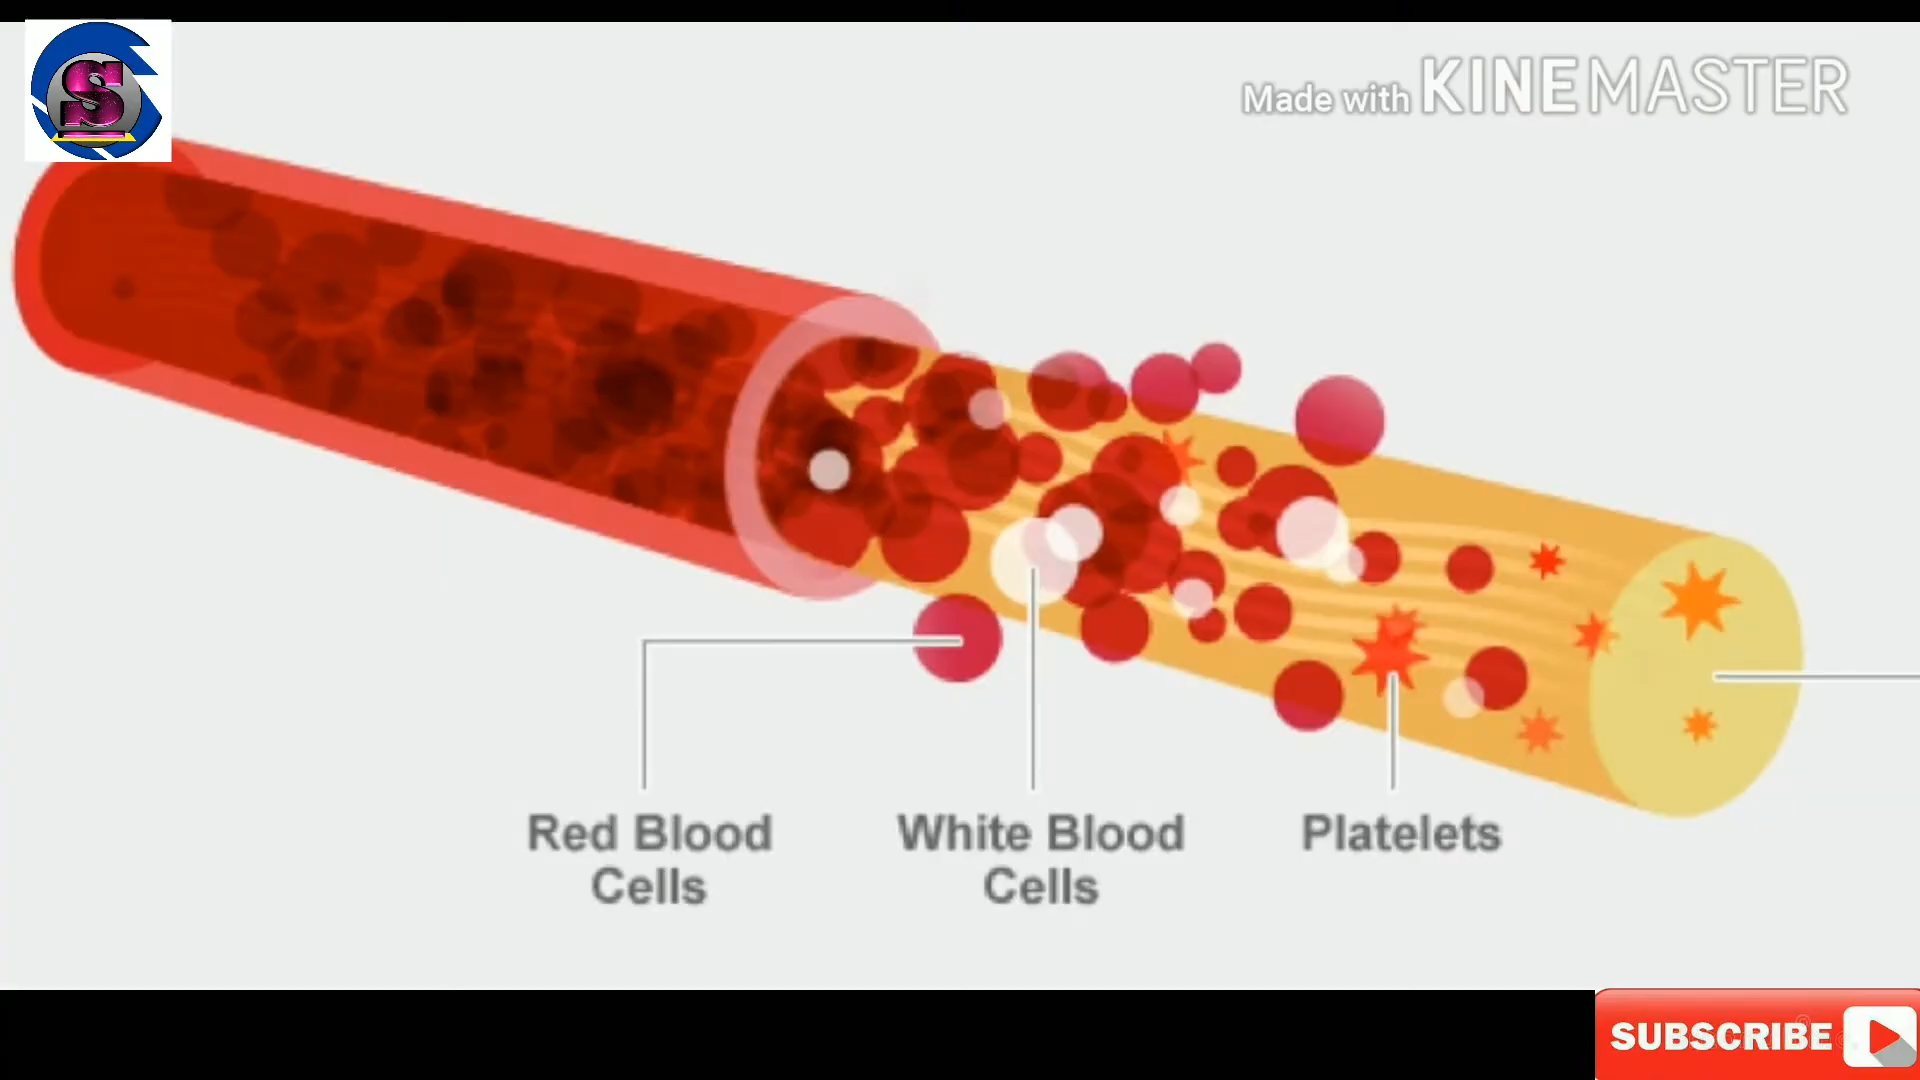 S
Made with KINEMASTER
Red Blood
Cells
White Blood
Cells
Platelets
SUBSCRIBE